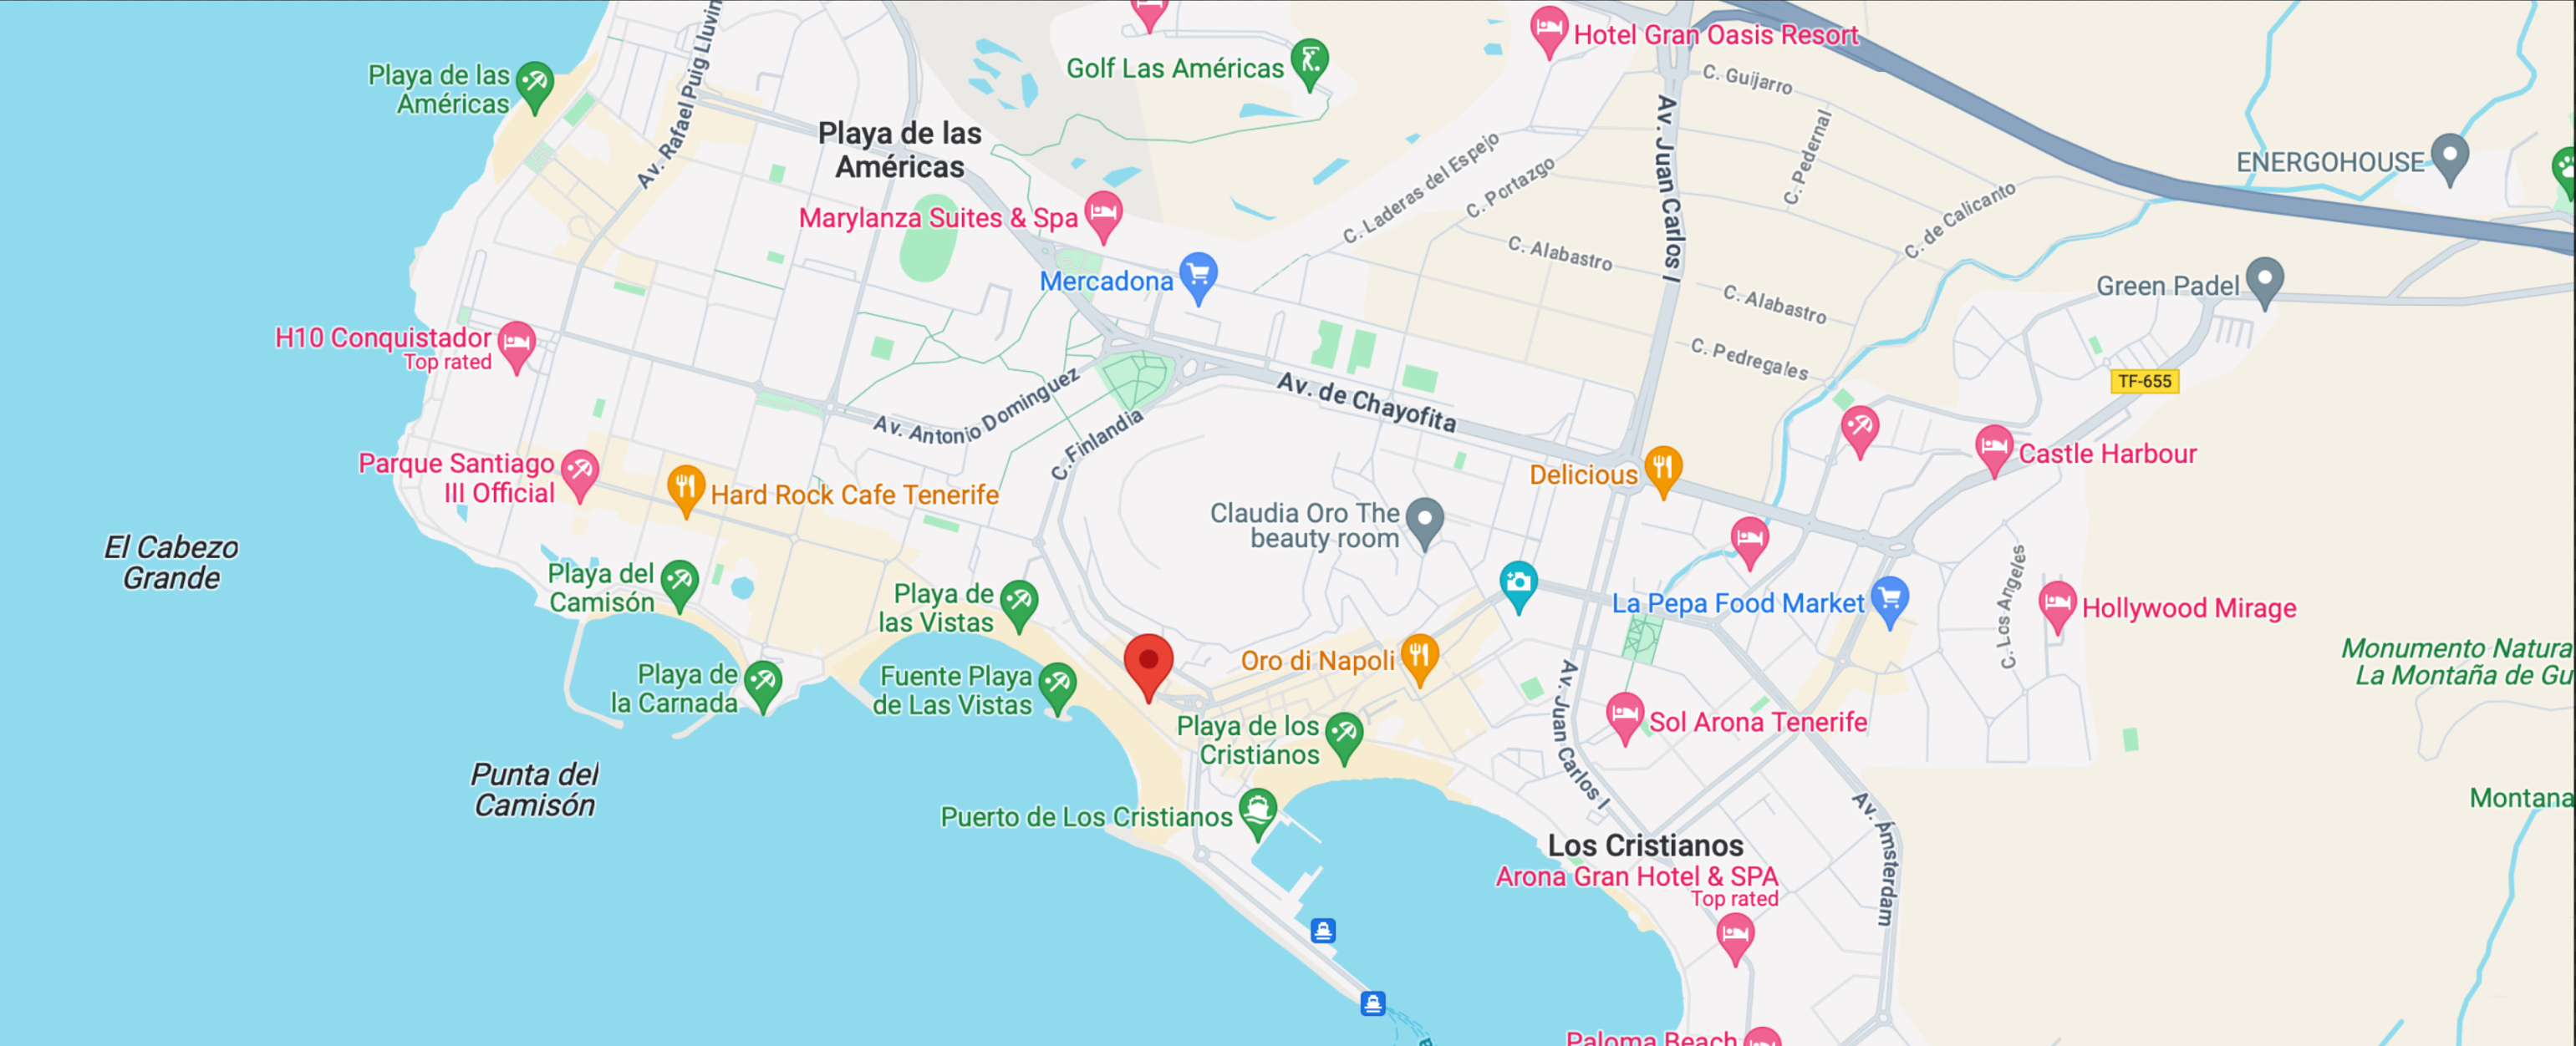 Hotel Gran Oasis Resort
Golf Las Américas
Playa de las
Américas
Av. Rafael Puig Lluvin
C. Guijarro
Av. Juan Carlos I
C. Pedernal
Playa de las
Américas
C. Laderas del Espejo
C. Portazgo
ENERGOHOUSE
C. de Calicanto
Marylanza Suites & Spa
C. Alabastro
Mercadona
Green Padel
C. Alabastro
H10 Conquistador
Top rated
C. Pedregales
TF-655
Av. Antonio Dominguez
Av. de Chayofita
C. Finlandia
Castle Harbour
Parque Santiago
III Official
Delicious
Hard Rock Cafe Tenerife
Claudia Oro The
beauty room
El Cabezo
Grande
Playa del
Camisón
Playa de
las Vistas
La Pepa Food Market
C. Los Angeles
Hollywood Mirage
Monumento Natura
La Montaña de Gu
Oro di Napoli
Playa de
la Carnada
Fuente Playa
de Las Vistas
Av. Juan Carlos I
Sol Arona Tenerife
Playa de los
Cristianos
Punta del
Camisón
Montana
Puerto de Los Cristianos
Av. Ámsterdam
Los Cristianos
Arona Gran Hotel & SPA
Top rated
Paloma Beach